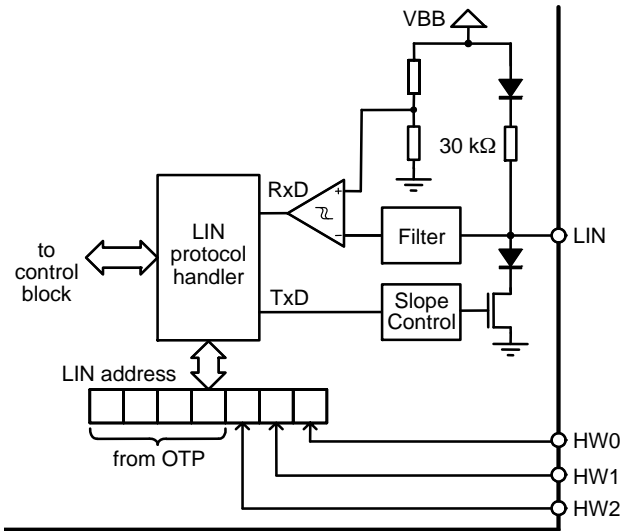 VBB
30 kΩ
RxD
+
−
LIN
protocol
handler
Filter
LIN
to
control
block
TxD
Slope
Control
LIN address
from OTP
HW0
HW1
HW2